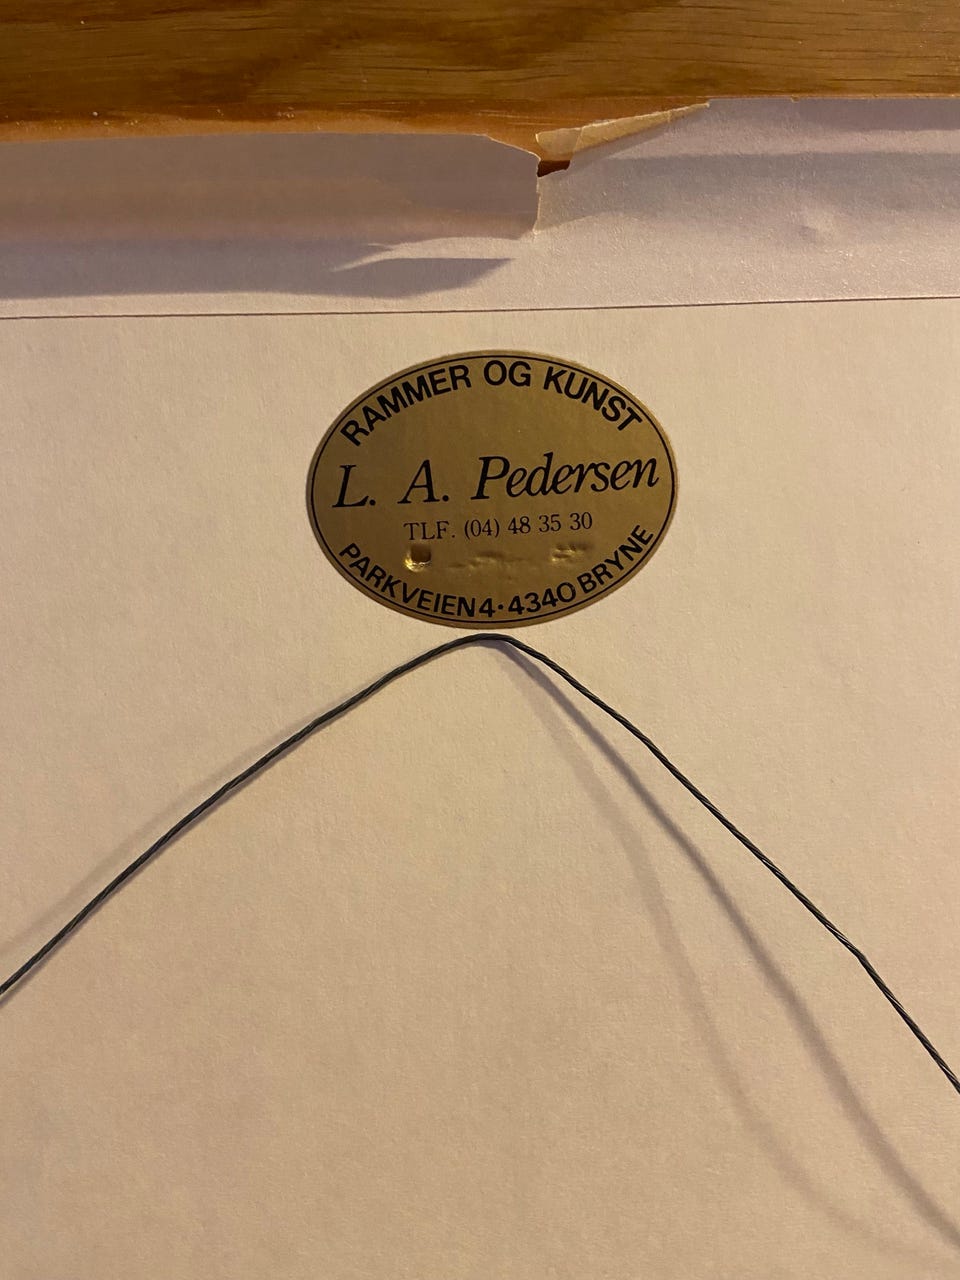 RAMMER OG KUNST
L. A. Pedersen
TLF. (04) 48 35 30
PARKVEIEN 4 · 4340 BRYNE